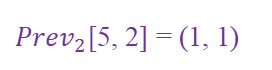 Prev₂[5, 2] = (1, 1)